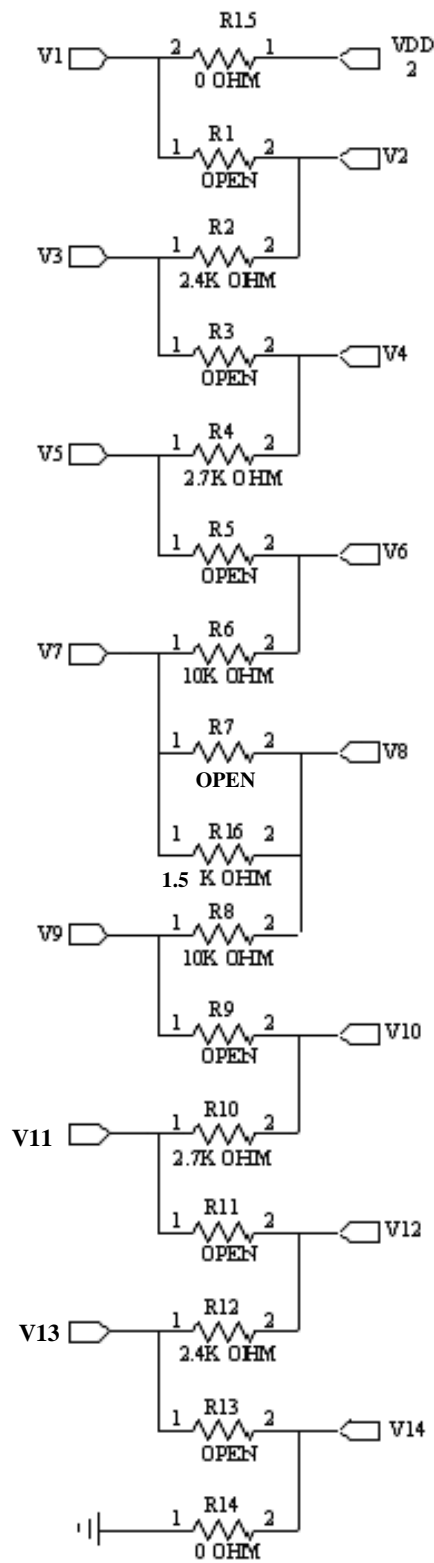 R1.5
V1 2 1 VDD
0 OHM 2
R1
1 2 V2
OPEN
R2
V3 1 2
2.4K OHM
R3
1 2 V4
OPEN
R4
V5 1 2
2.7K OHM
R5
1 2 V6
OPEN
R6
V7 1 2
10K OHM
R7
1 2 V8
OPEN
R16
1 2
1.5 K OHM
R8
V9 1 2
10K OHM
R9
1 2 V10
OPEN
R10
V11 1 2
2.7K OHM
R11
1 2 V12
OPEN
R12
V13 1 2
2.4K OHM
R13
1 2 V14
OPEN
R14
1 2
0 OHM